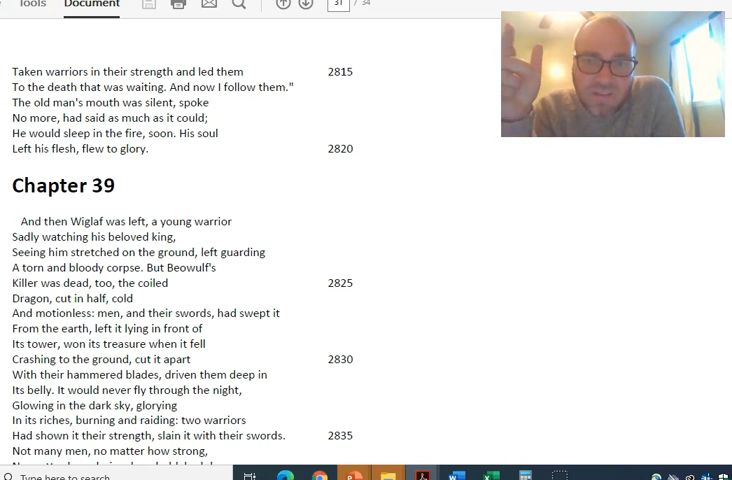 Tools Document 31 / 34
Taken warriors in their strength and led them 2815
To the death that was waiting. And now I follow them."
The old man's mouth was silent, spoke
No more, had said as much as it could;
He would sleep in the fire, soon. His soul
Left his flesh, flew to glory. 2820
Chapter 39
And then Wiglaf was left, a young warrior
Sadly watching his beloved king,
Seeing him stretched on the ground, left guarding
A torn and bloody corpse. But Beowulf's
Killer was dead, too, the coiled 2825
Dragon, cut in half, cold
And motionless: men, and their swords, had swept it
From the earth, left it lying in front of
Its tower, won its treasure when it fell
Crashing to the ground, cut it apart 2830
With their hammered blades, driven them deep in
Its belly. It would never fly through the night,
Glowing in the dark sky, glorying
In its riches, burning and raiding: two warriors
Had shown it their strength, slain it with their swords. 2835
Not many men, no matter how strong,
Type here to search